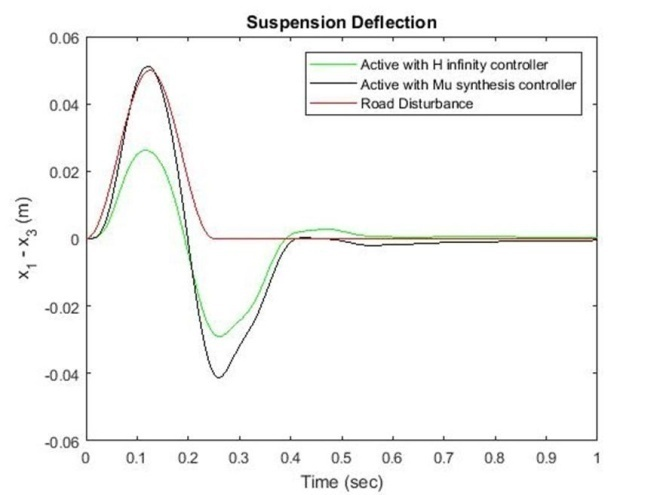 Suspension Deflection
0.06
0.04
0.02
0
-0.02
-0.04
-0.06
x1 - x3 (m)
Active with H infinity controller
Active with Mu synthesis controller
Road Disturbance
0 0.1 0.2 0.3 0.4 0.5 0.6 0.7 0.8 0.9 1
Time (sec)